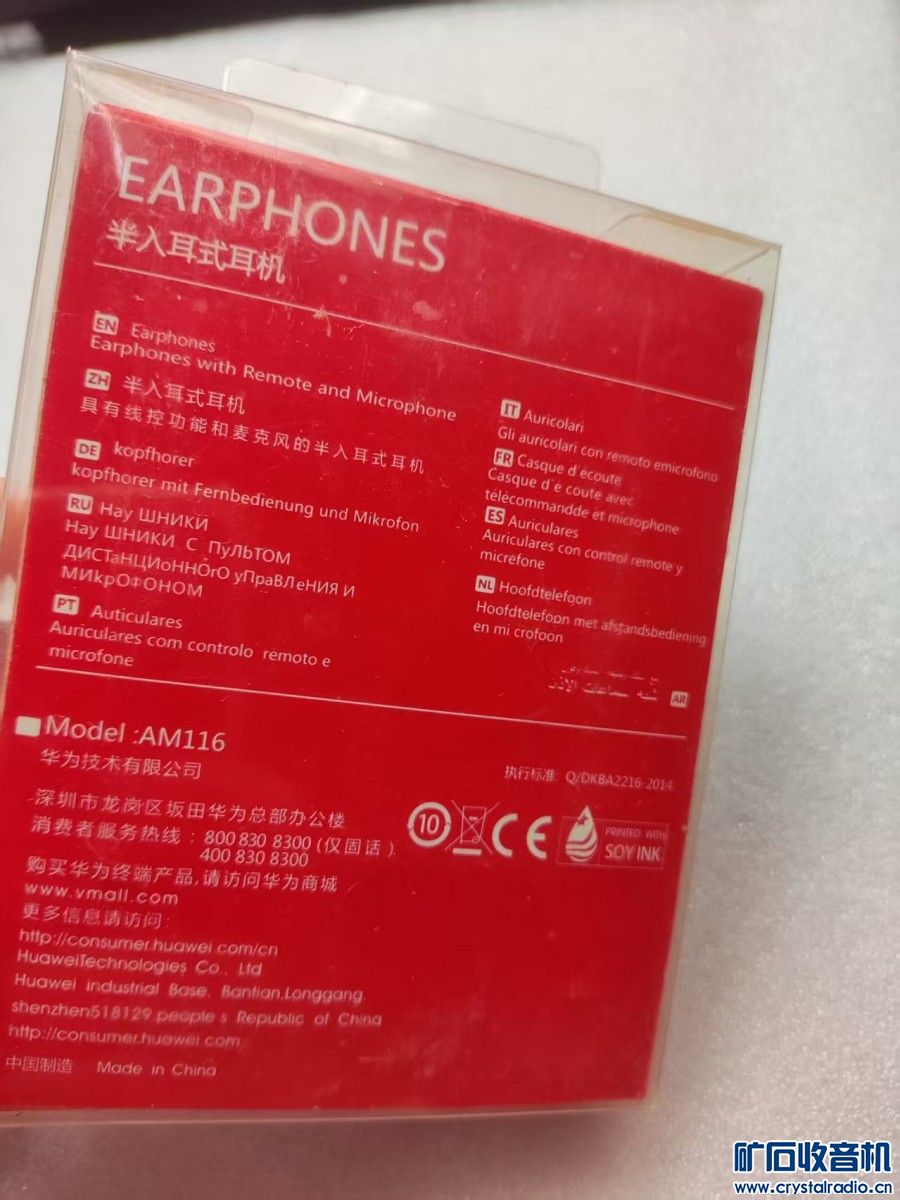 EARPHONES
半入耳式耳机
EN Earphones
Earphones with Remote and Microphone
ZH 半入耳式耳机
具有线控功能和麦克风的半入耳式耳机
DE kopfhorer
kopfhorer mit Fernbedienung und Mikrofon
RU Hay ШНИКИ
Hay ШНИКИ С ПуЛЬТОМ
ДИСТаНЦИоННОгО уПРаВЛеНИЯ И
МИkpОФОНОМ
PT Auticulares
Auriculares com controlo remoto e
microfone
IT Auricolari
Gli auricolari con remoto emicrofono
FR Casque d'ecoute
Casque d'e coute avec
télécommandde et microphone
ES Auriculares
Auriculares con control remote y
micrefone
NL Hoofdtelefoon
Hoofdtelefoon met afstandsbediening
en mi crofoon
AR
Model :AM116
华为技术有限公司
执行标准: Q/DKBA2216-2014
深圳市龙岗区坂田华为总部办公楼
消费者服务热线：800 830 8300 (仅固话)
400 830 8300
10 CE PRINTED WITH
SOY INK
购买华为终端产品,请访问华为商城
www.vmall.com
更多信息请访问:
http://consumer.huawei com/cn
HuaweiTechnologies Co., Ltd
Huawei industrial Base, Bantian.Longgang
shenzhen518129.people s Republic of China
http://consumer.huawei.com
中国制造 Made in China
矿石收音机
www.crystalradio.cn